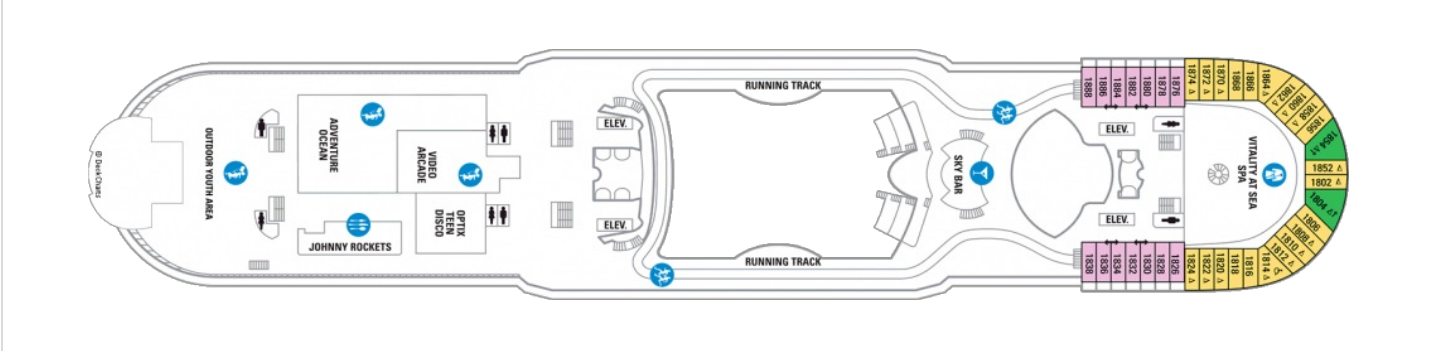 © DeckChairs
OUTDOOR YOUTH AREA
ADVENTURE
OCEAN
VIDEO
ARCADE
OPTIX
TEEN
DISCO
JOHNNY ROCKETS
ELEV.
ELEV.
RUNNING TRACK
RUNNING TRACK
SKY BAR
ELEV.
ELEV.
VITALITY AT SEA
SPA
1888
1886
1884
1882
1880
1878
1876
1874
1872
1870
1868
1866
1864
1862
1860
1858
1856
1854
1852
1802
1804
1806
1808
1810
1812
1814
1816
1818
1820
1822
1824
1826
1828
1830
1832
1834
1836
1838